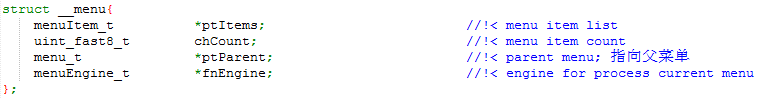 struct __menu{
menuItem_t *ptItems; //!< menu item list
uint_fast8_t chCount; //!< menu item count
menu_t *ptParent; //!< parent menu; 指向父菜单
menuEngine_t *fnEngine; //!< engine for process current menu
};